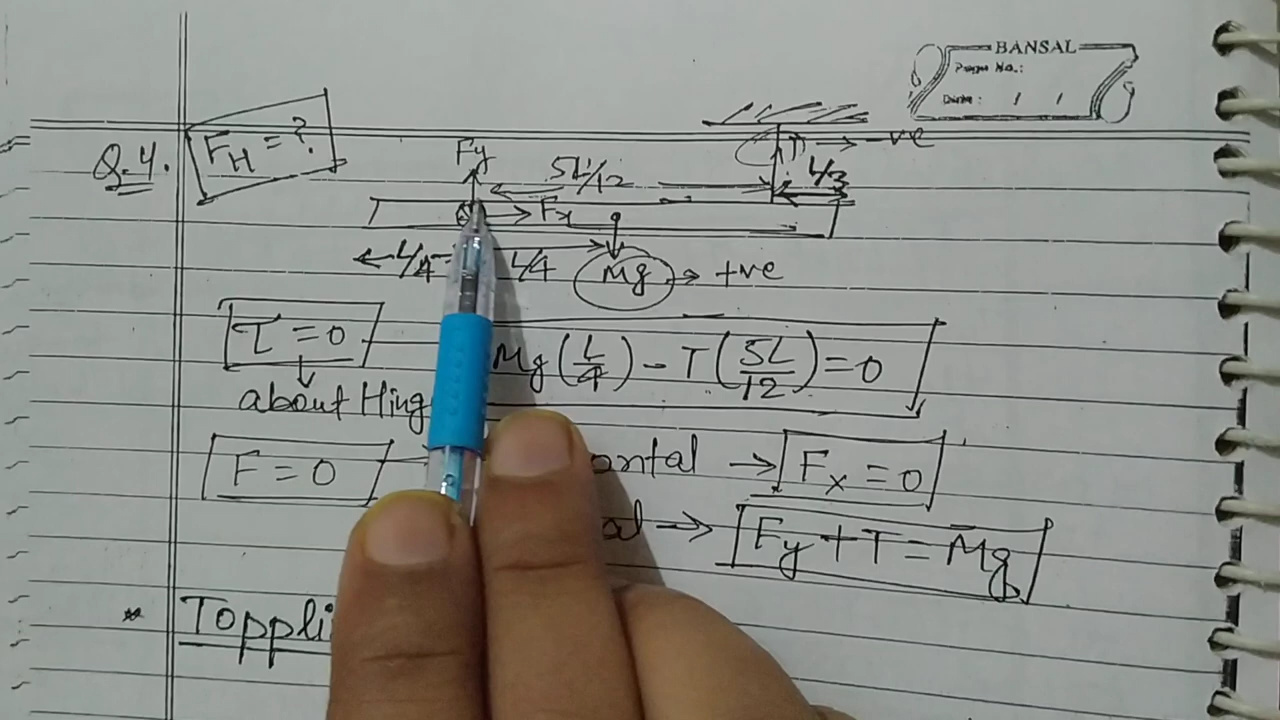 BANSAL
Page No.:
Date: / /
Q.4.
F_H = ?
Fy
5L/12
T → -ve
L/3
Fx
L/4
L/4
Mg → +ve
τ = 0
Mg(L/4) - T(5L/12) = 0
about Hing
F = 0
ontal → Fx = 0
al → Fy + T = Mg
* Toppli